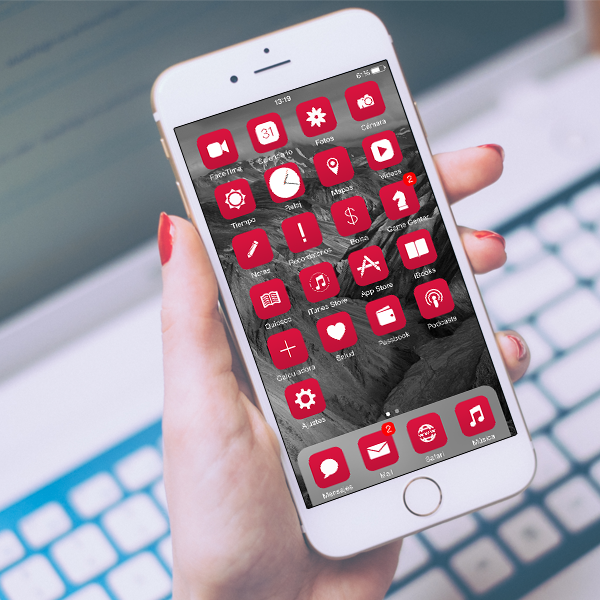 13:19
61 %
FaceTime
31
Calendario
Fotos
Cámara
Tiempo
Reloj
Mapas
Vídeos
2
Notas
Recordatorios
Bolsa
Game Center
Quiosco
iTunes Store
App Store
iBooks
Calculadora
Salud
Passbook
Podcasts
Ajustes
2
www
Mensajes
Mail
Safari
Música